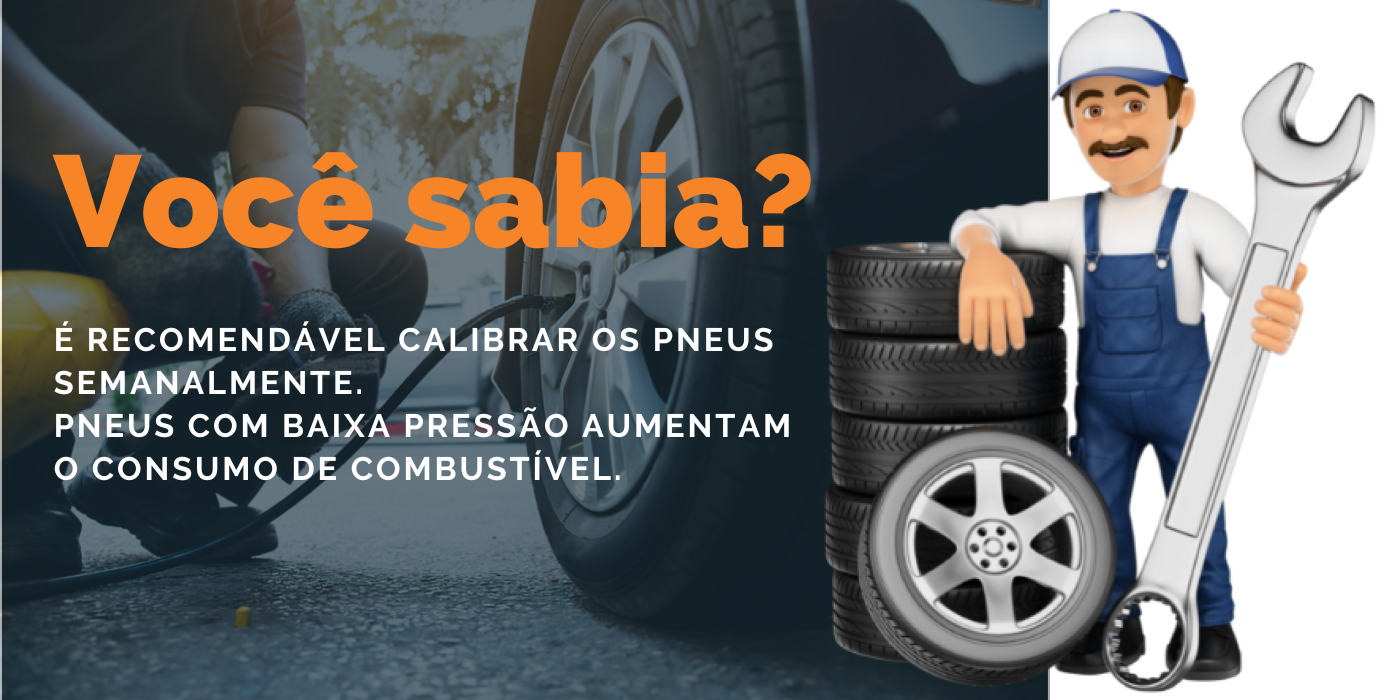 Você sabia?
É RECOMENDÁVEL CALIBRAR OS PNEUS
SEMANALMENTE.
PNEUS COM BAIXA PRESSÃO AUMENTAM
O CONSUMO DE COMBUSTÍVEL.